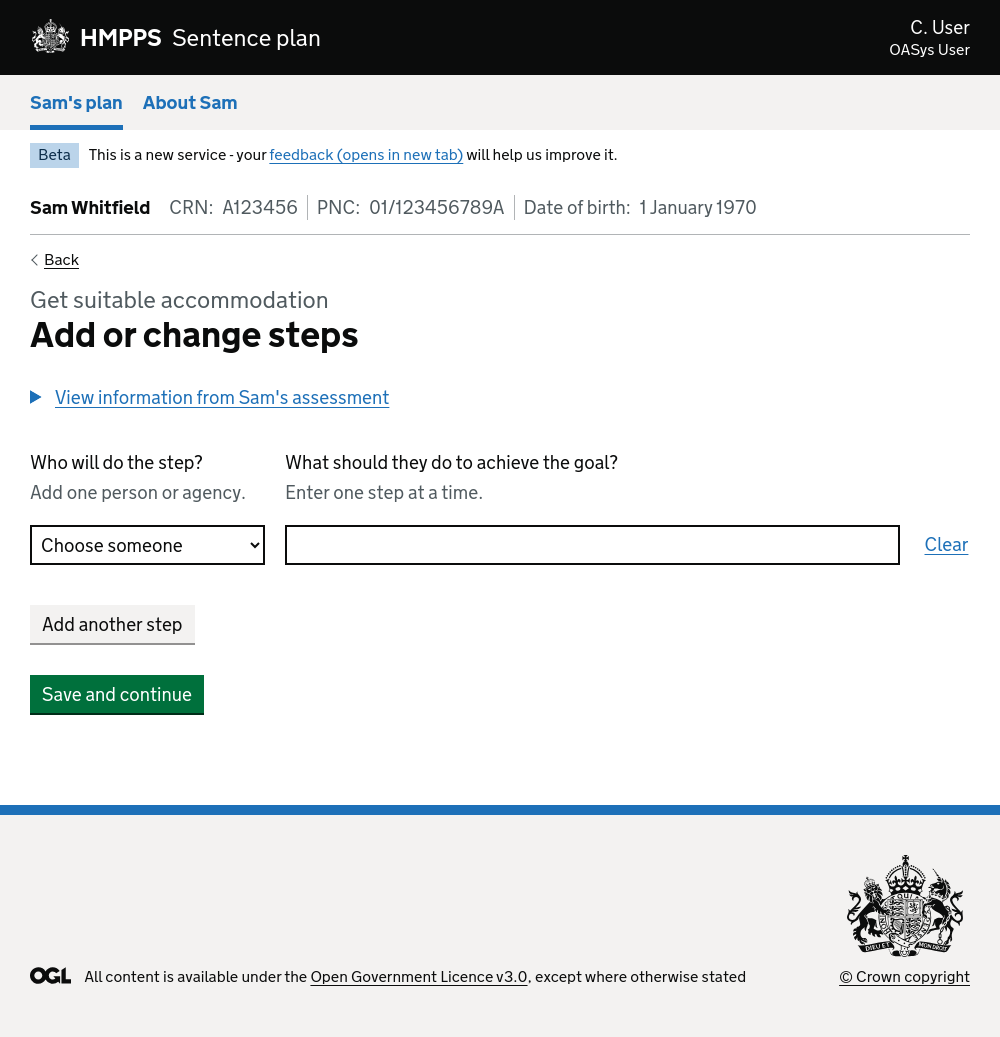 HMPPS Sentence plan
C. User
OASys User
Sam's plan About Sam
Beta This is a new service - your feedback (opens in new tab) will help us improve it.
Sam Whitfield CRN: A123456 PNC: 01/123456789A Date of birth: 1 January 1970
Back
Get suitable accommodation
Add or change steps
View information from Sam's assessment
Who will do the step? What should they do to achieve the goal?
Add one person or agency. Enter one step at a time.
Choose someone Clear
Add another step
Save and continue
DIEU ET MON DROIT
OGL All content is available under the Open Government Licence v3.0, except where otherwise stated © Crown copyright